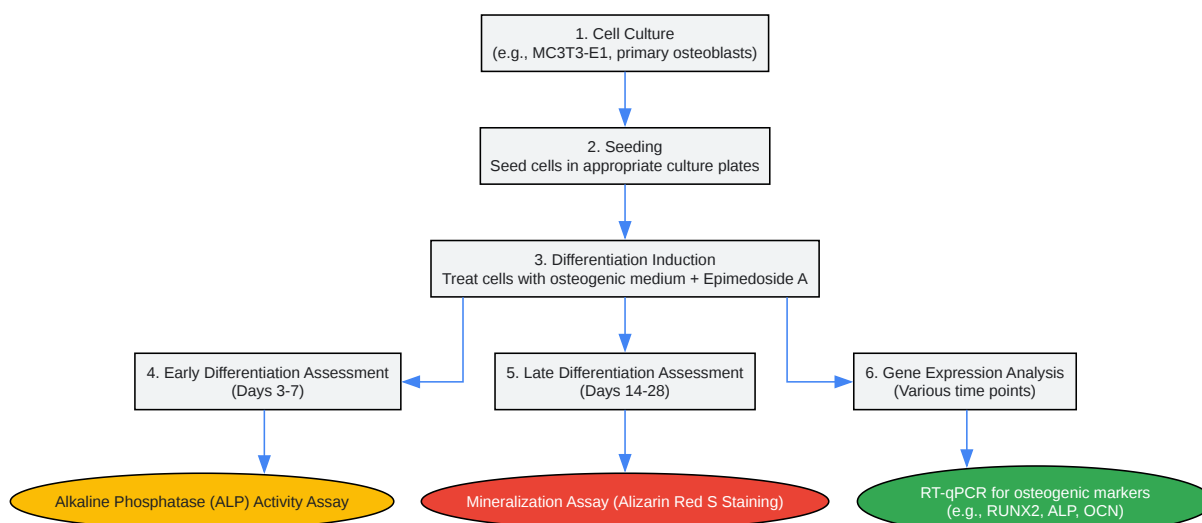 1. Cell Culture
(e.g., MC3T3-E1, primary osteoblasts)
2. Seeding
Seed cells in appropriate culture plates
3. Differentiation Induction
Treat cells with osteogenic medium + Epimedoside A
4. Early Differentiation Assessment
(Days 3-7)
5. Late Differentiation Assessment
(Days 14-28)
6. Gene Expression Analysis
(Various time points)
Alkaline Phosphatase (ALP) Activity Assay
Mineralization Assay (Alizarin Red S Staining)
RT-qPCR for osteogenic markers
(e.g., RUNX2, ALP, OCN)